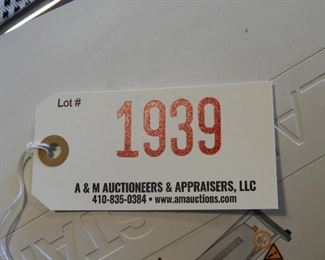 Lot #
1939
A & M AUCTIONEERS & APPRAISERS, LLC
410-835-0384 • www.amauctions.com